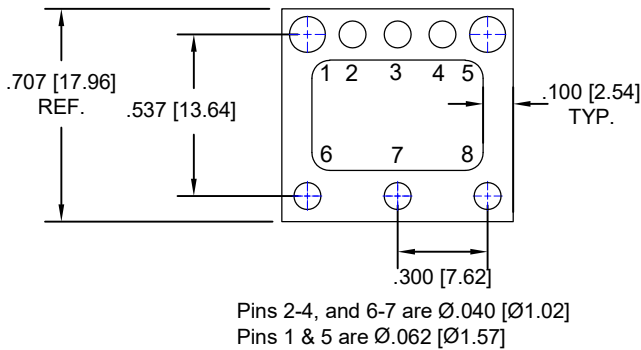 .707 [17.96]
REF.
.537 [13.64]
1 2 3 4 5
.100 [2.54]
TYP.
6 7 8
.300 [7.62]
Pins 2-4, and 6-7 are Ø.040 [Ø1.02]
Pins 1 & 5 are Ø.062 [Ø1.57]